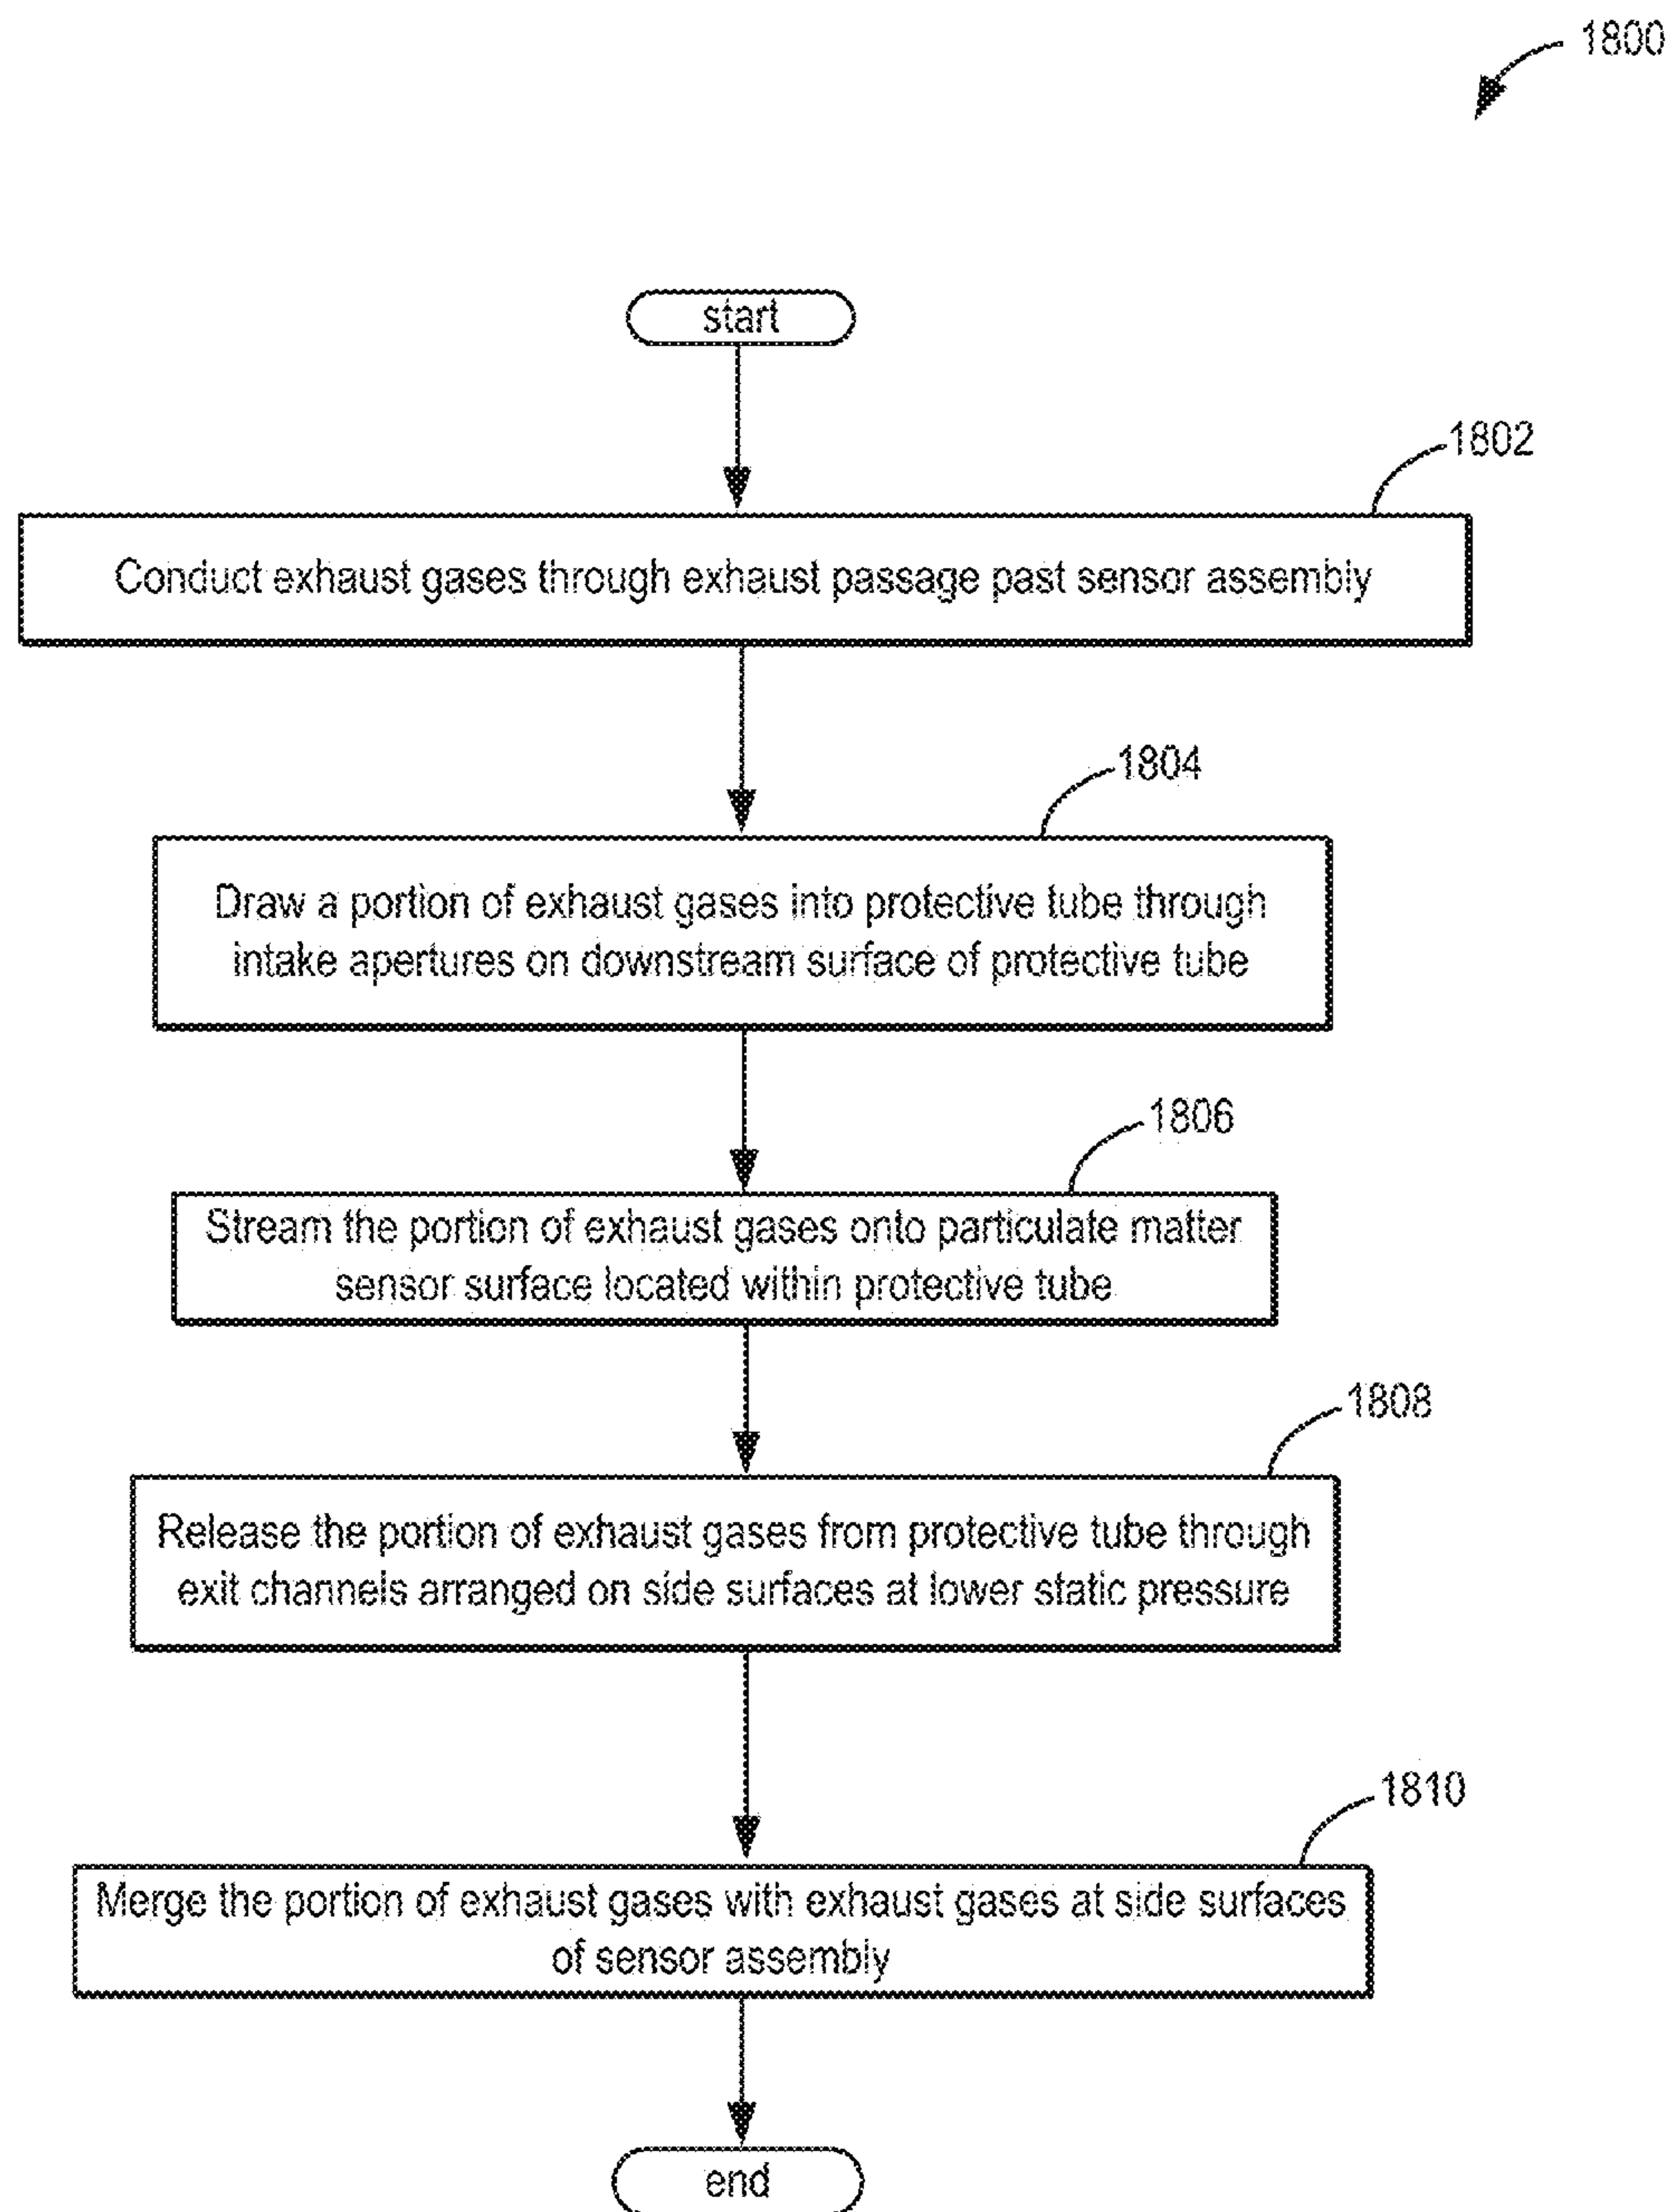 1800
start
1802
Conduct exhaust gases through exhaust passage past sensor assembly
1804
Draw a portion of exhaust gases into protective tube through
intake apertures on downstream surface of protective tube
1806
Stream the portion of exhaust gases onto particulate matter
sensor surface located within protective tube
1808
Release the portion of exhaust gases from protective tube through
exit channels arranged on side surfaces at lower static pressure
1810
Merge the portion of exhaust gases with exhaust gases at side surfaces
of sensor assembly
end